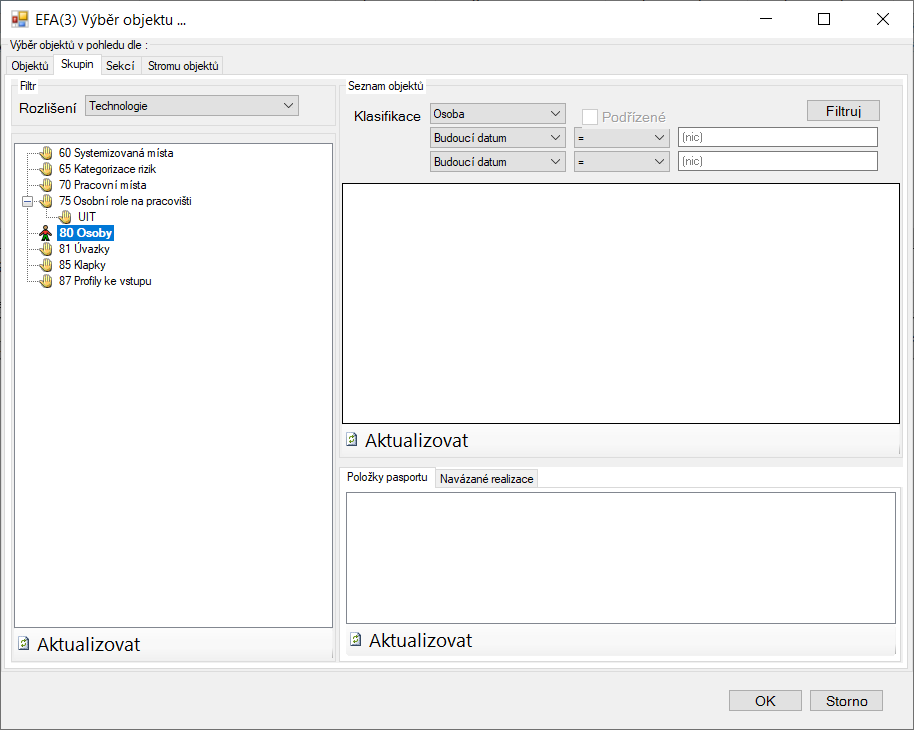 EFA(3) Výběr objektu ...
Výběr objektů v pohledu dle :
Objektů Skupin Sekcí Stromu objektů
Filtr
Rozlišení Technologie
60 Systemizovaná místa
65 Kategorizace rizik
70 Pracovní místa
75 Osobní role na pracovišti
UIT
80 Osoby
81 Úvazky
85 Klapky
87 Profily ke vstupu
Aktualizovat
Seznam objektů
Klasifikace Osoba Podřízené Filtruj
Budoucí datum = (nic)
Budoucí datum = (nic)
Aktualizovat
Položky pasportu Navázané realizace
Aktualizovat
OK Storno